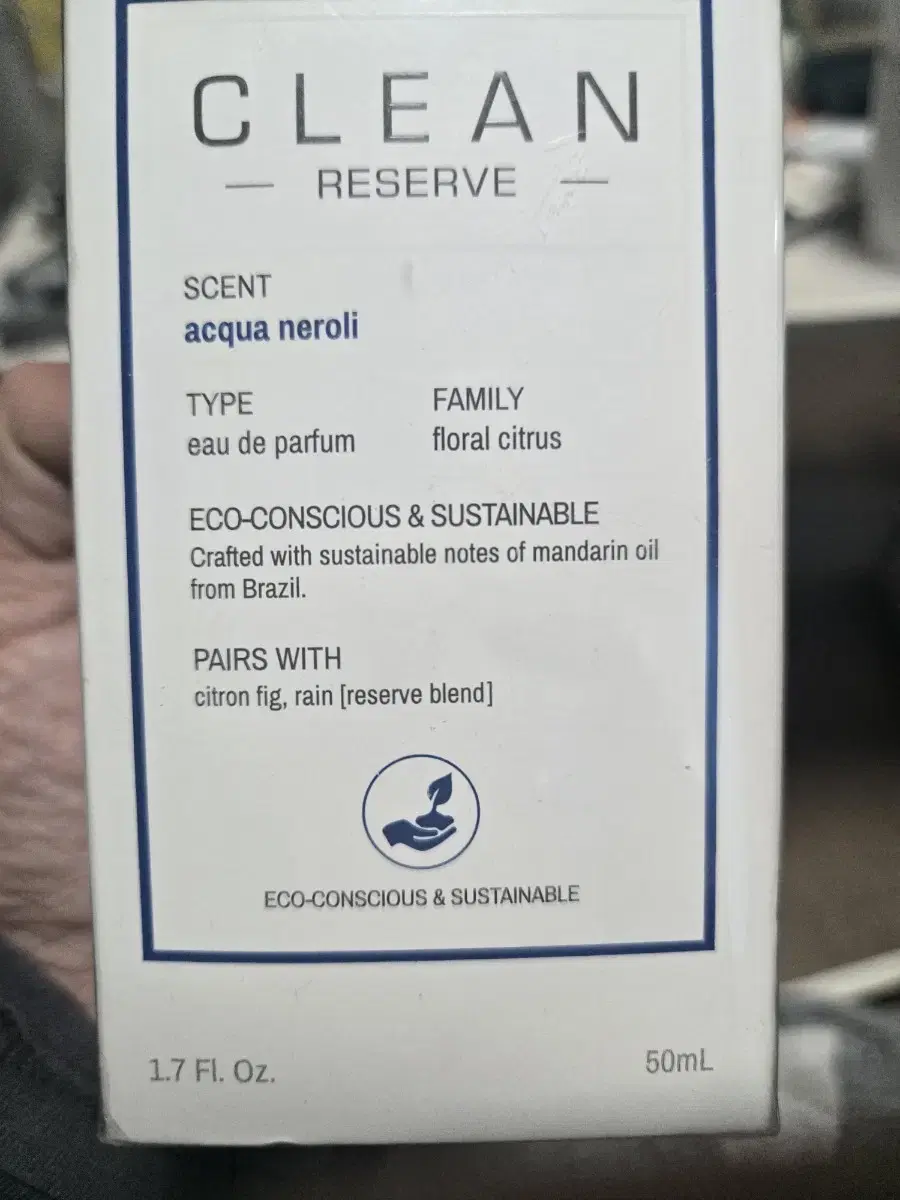 CLEAN
RESERVE
SCENT
acqua neroli
TYPE
eau de parfum
FAMILY
floral citrus
ECO-CONSCIOUS & SUSTAINABLE
Crafted with sustainable notes of mandarin oil
from Brazil.
PAIRS WITH
citron fig, rain [reserve blend]
ECO-CONSCIOUS & SUSTAINABLE
1.7 Fl. Oz.
50mL